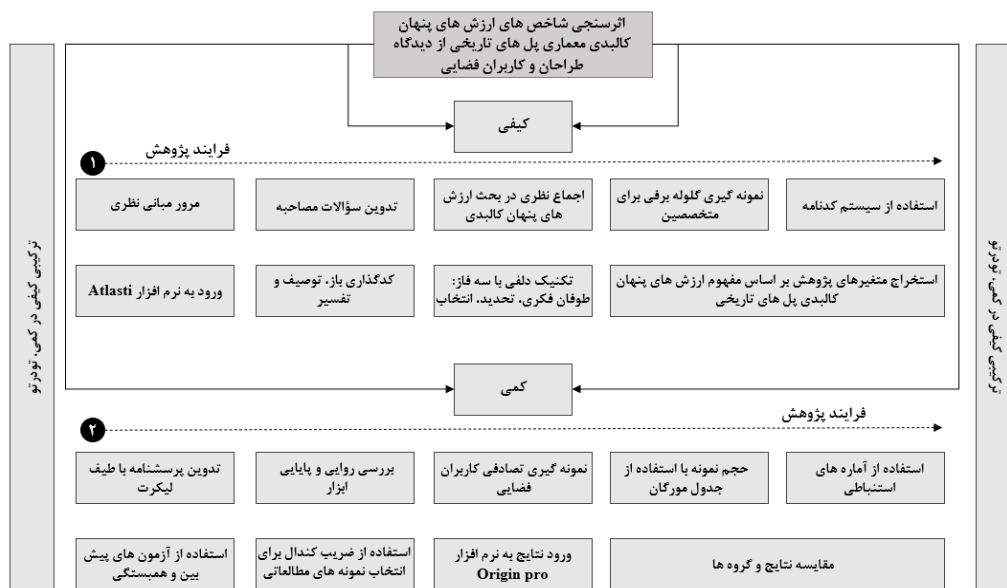 اثرسنجی شاخص های ارزش های پنهان
کالبدی معماری پل های تاریخی از دیدگاه
طراحان و کاربران فضایی
کیفی
فرایند پژوهش
۱
مرور مبانی نظری
تدوین سؤالات مصاحبه
اجماع نظری در بحث ارزش
های پنهان کالبدی
نمونه گیری گلوله برفی برای
متخصصین
استفاده از سیستم کدنامه
ورود به نرم افزار Atlasti
کدگذاری باز، توصیف و
تفسیر
تکنیک دلفی با سه فاز:
طوفان فکری، تحدید، انتخاب
استخراج متغیرهای پژوهش بر اساس مفهوم ارزش های پنهان
کالبدی پل های تاریخی
کمی
فرایند پژوهش
۲
تدوین پرسشنامه با طیف
لیکرت
بررسی روایی و پایایی
ابزار
نمونه گیری تصادفی کاربران
فضایی
حجم نمونه با استفاده از
جدول مورگان
استفاده از آماره های
استنباطی
استفاده از آزمون های پیش
بین و همبستگی
استفاده از ضریب کندال برای
انتخاب نمونه های مطالعاتی
ورود نتایج به نرم افزار
Origin pro
مقایسه نتایج و گروه ها
ترکیبی کیفی در کمی، تودرتو
ترکیبی کیفی در کمی، تودرتو